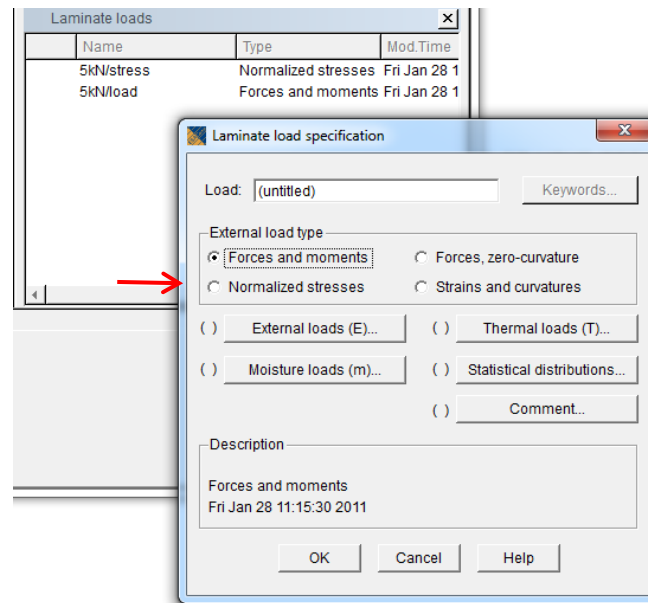 Laminate loads
Name Type Mod.Time
5kN/stress Normalized stresses Fri Jan 28 1
5kN/load Forces and moments Fri Jan 28 1
Laminate load specification
Load: (untitled) Keywords...
External load type
Forces and moments Forces, zero-curvature
Normalized stresses Strains and curvatures
( ) External loads (E)... ( ) Thermal loads (T)...
( ) Moisture loads (m)... ( ) Statistical distributions...
( ) Comment...
Description
Forces and moments
Fri Jan 28 11:15:30 2011
OK Cancel Help